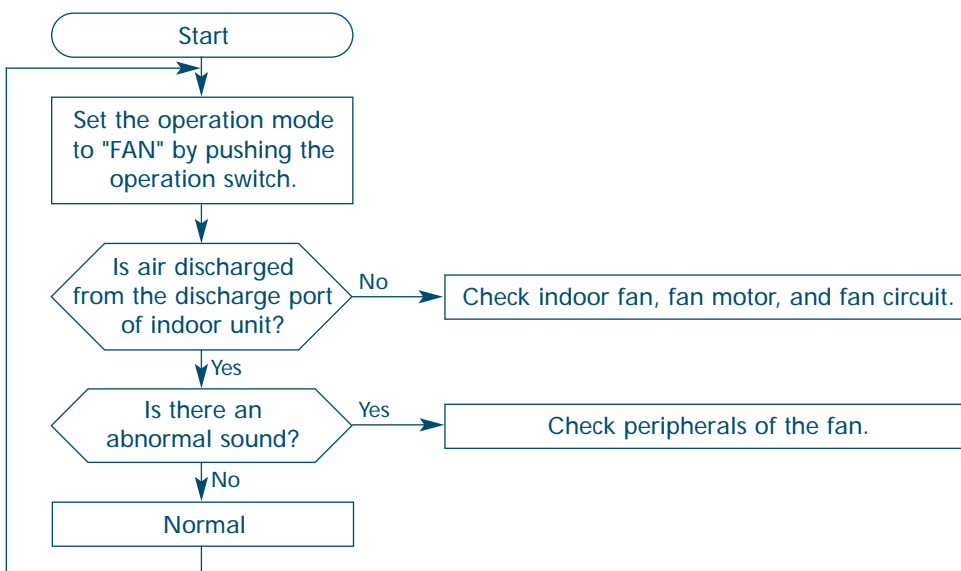 Start
Set the operation mode
to "FAN" by pushing the
operation switch.
Is air discharged
from the discharge port
of indoor unit?
No
Check indoor fan, fan motor, and fan circuit.
Yes
Is there an
abnormal sound?
Yes
Check peripherals of the fan.
No
Normal